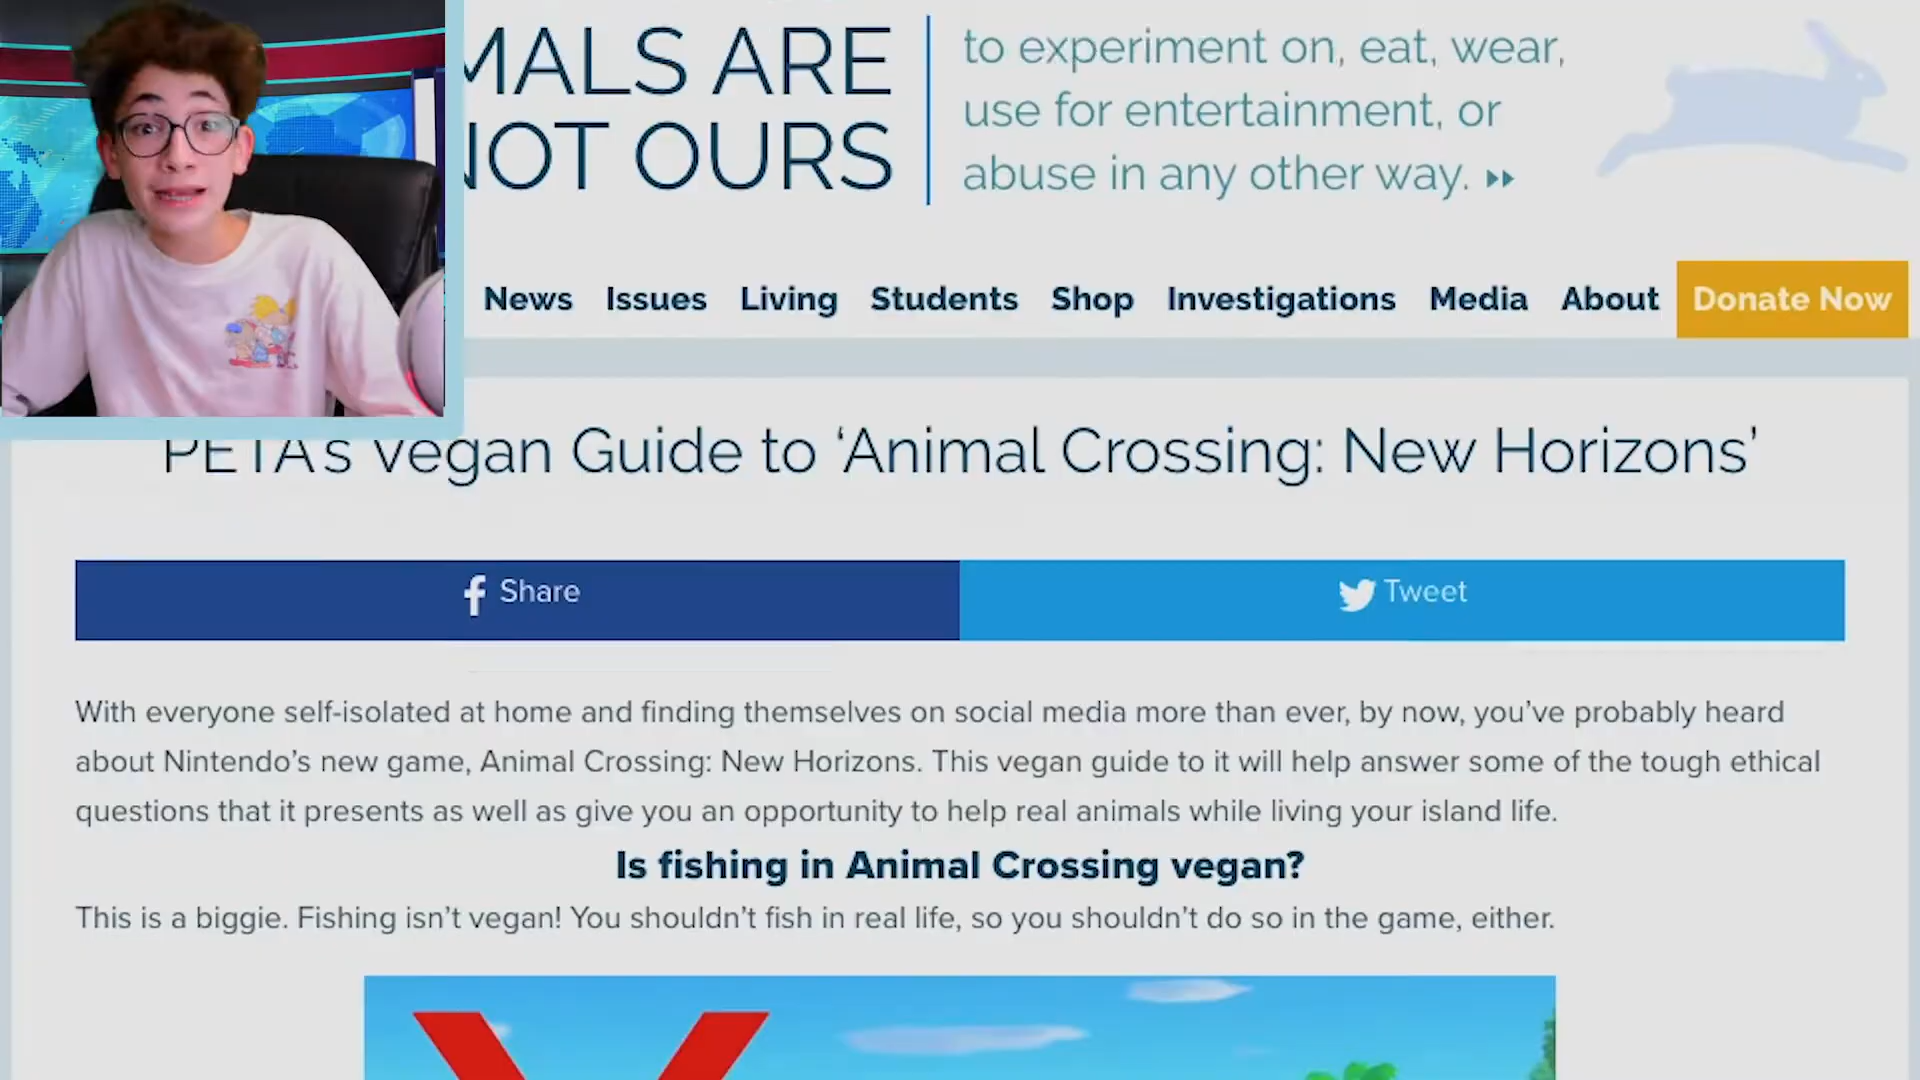 MALS ARE
NOT OURS
to experiment on, eat, wear,
use for entertainment, or
abuse in any other way.
News Issues Living Students Shop Investigations Media About Donate Now
PETA's Vegan Guide to ‘Animal Crossing: New Horizons’
Share
Tweet
With everyone self-isolated at home and finding themselves on social media more than ever, by now, you’ve probably heard
about Nintendo’s new game, Animal Crossing: New Horizons. This vegan guide to it will help answer some of the tough ethical
questions that it presents as well as give you an opportunity to help real animals while living your island life.
Is fishing in Animal Crossing vegan?
This is a biggie. Fishing isn’t vegan! You shouldn’t fish in real life, so you shouldn’t do so in the game, either.